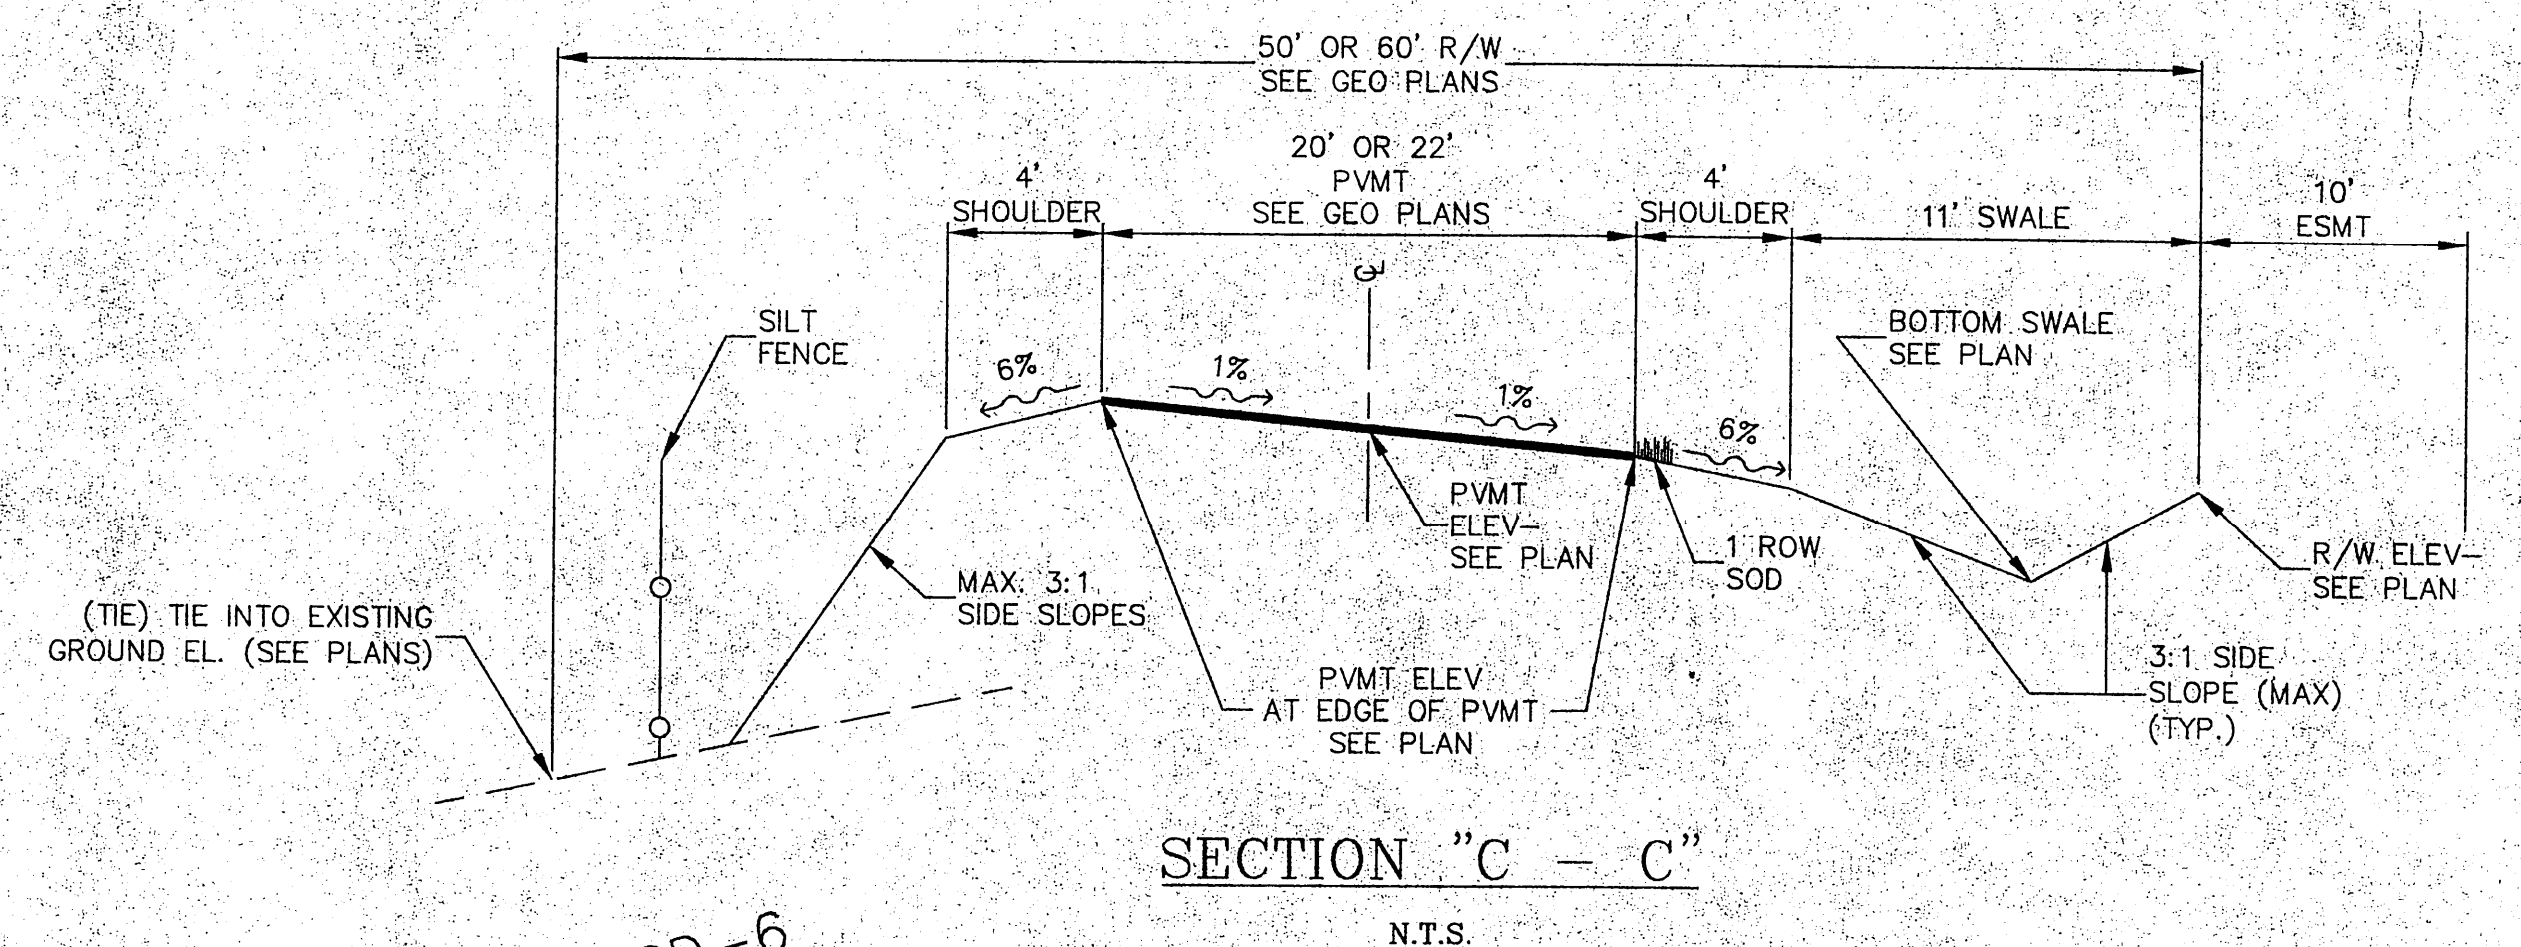 50' OR 60' R/W
SEE GEO PLANS
20' OR 22'
PVMT
SEE GEO PLANS
4'
SHOULDER
4'
SHOULDER
11' SWALE
10'
ESMT
℄
SILT
FENCE
6%
1%
1%
6%
BOTTOM SWALE
SEE PLAN
PVMT
ELEV-
SEE PLAN
1 ROW
SOD
R/W ELEV-
SEE PLAN
MAX. 3:1
SIDE SLOPES
(TIE) TIE INTO EXISTING
GROUND EL. (SEE PLANS)
PVMT ELEV
AT EDGE OF PVMT
SEE PLAN
3:1 SIDE
SLOPE (MAX)
(TYP.)
SECTION "C - C"
N.T.S.
-6